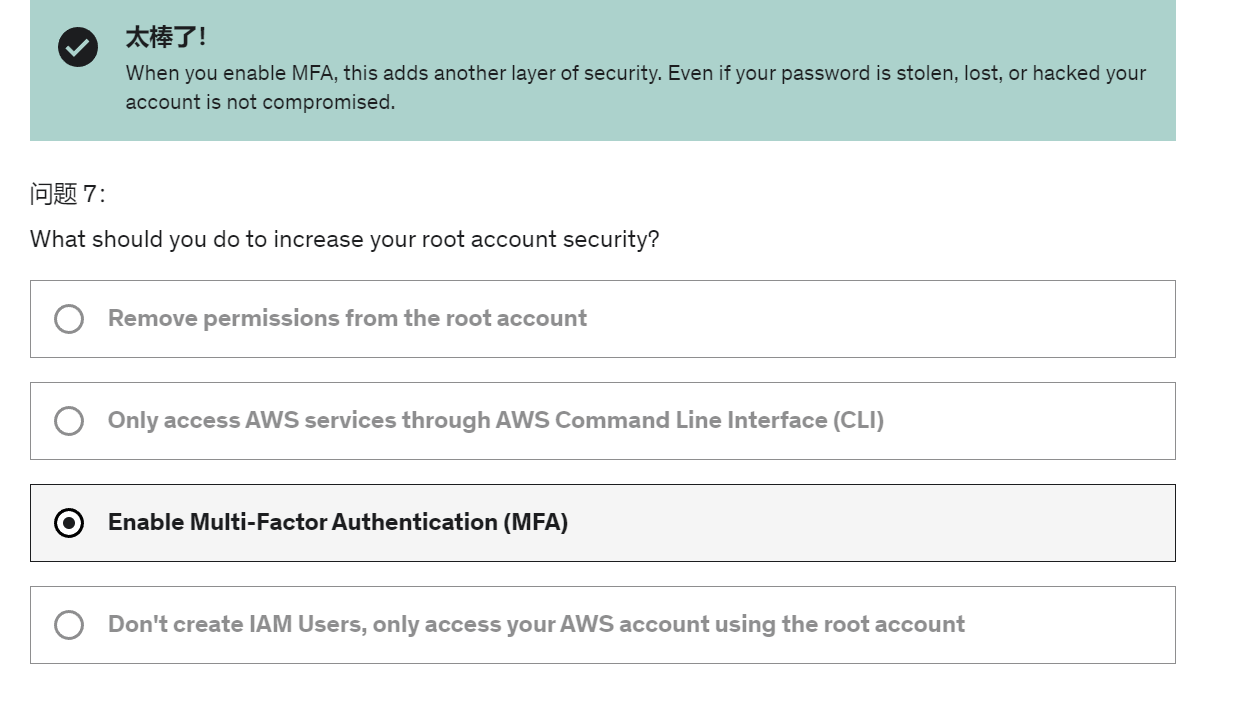 太棒了!
When you enable MFA, this adds another layer of security. Even if your password is stolen, lost, or hacked your
account is not compromised.
问题 7:
What should you do to increase your root account security?
Remove permissions from the root account
Only access AWS services through AWS Command Line Interface (CLI)
Enable Multi-Factor Authentication (MFA)
Don't create IAM Users, only access your AWS account using the root account